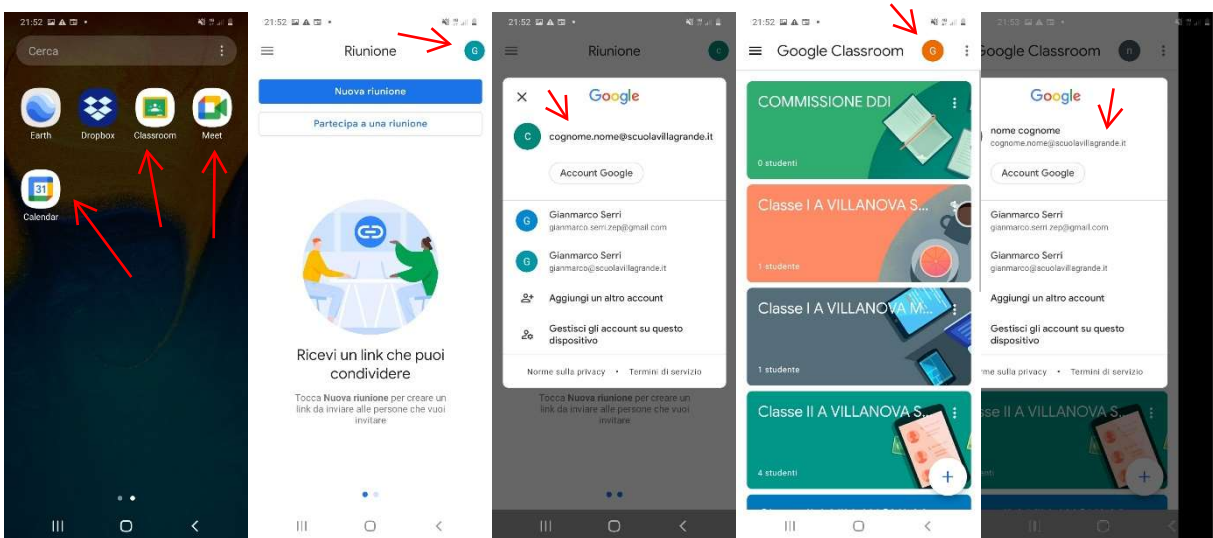 21:52
Cerca
Earth
Dropbox
Classroom
Meet
31
Calendar
21:52
Riunione
G
Nuova riunione
Partecipa a una riunione
Ricevi un link che puoi
condividere
Tocca Nuova riunione per creare un
link da inviare alle persone che vuoi
invitare
21:52
Riunione
C
Google
C
cognome.nome@scuolavillagrande.it
Account Google
G
Gianmarco Serri
gianmarco.serri.zep@gmail.com
G
Gianmarco Serri
gianmarco@scuolavillagrande.it
Aggiungi un altro account
Gestisci gli account su questo
dispositivo
Norme sulla privacy • Termini di servizio
Tocca Nuova riunione per creare un
link da inviare alle persone che vuoi
invitare
21:52
Google Classroom
G
COMMISSIONE DDI
0 studenti
Classe I A VILLANOVA S...
1 studente
Classe I A VILLANOVA M...
1 studente
Classe II A VILLANOVA S...
4 studenti
21:53
Google Classroom
n
Google
nome cognome
cognome.nome@scuolavillagrande.it
Account Google
Gianmarco Serri
gianmarco.serri.zep@gmail.com
Gianmarco Serri
gianmarco@scuolavillagrande.it
Aggiungi un altro account
Gestisci gli account su questo
dispositivo
me sulla privacy • Termini di servizio
sse II A VILLANOVA S...
enti